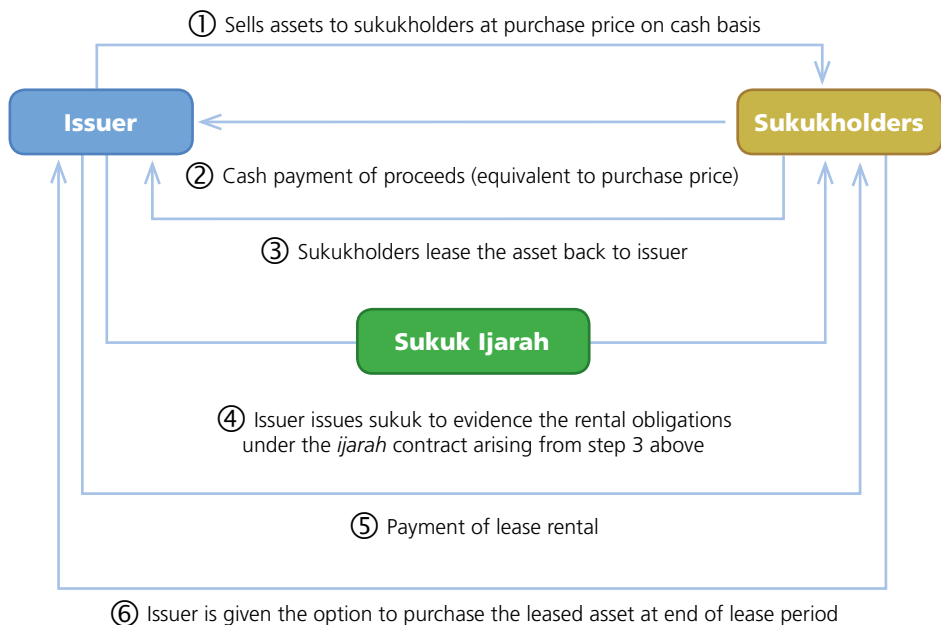 ① Sells assets to sukukholders at purchase price on cash basis
Issuer
Sukukholders
② Cash payment of proceeds (equivalent to purchase price)
③ Sukukholders lease the asset back to issuer
Sukuk Ijarah
④ Issuer issues sukuk to evidence the rental obligations
under the ijarah contract arising from step 3 above
⑤ Payment of lease rental
⑥ Issuer is given the option to purchase the leased asset at end of lease period